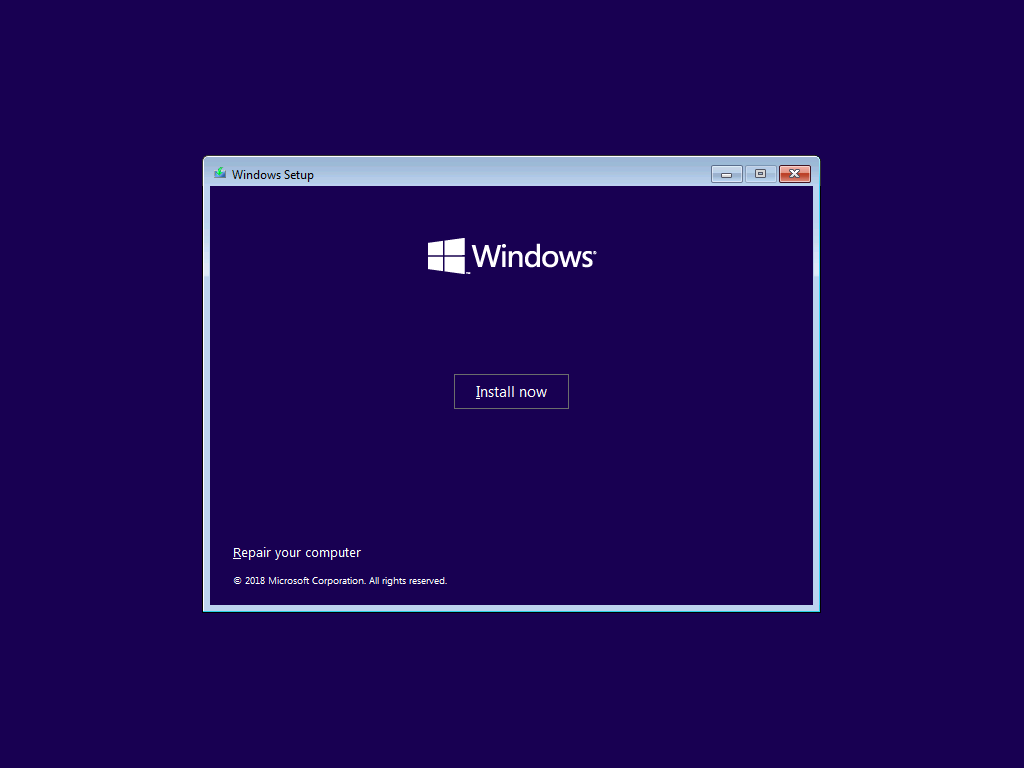 Windows Setup
Windows
Install now
Repair your computer
© 2018 Microsoft Corporation. All rights reserved.